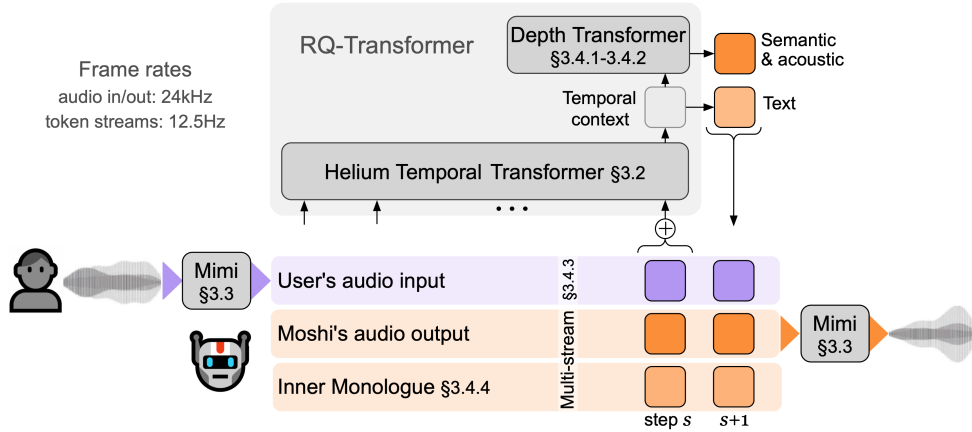 RQ-Transformer
Depth Transformer
§3.4.1-3.4.2
Semantic
& acoustic
Frame rates
audio in/out: 24kHz
token streams: 12.5Hz
Temporal
context
Text
Helium Temporal Transformer §3.2
...
+
Mimi
§3.3
User's audio input
Moshi's audio output
Inner Monologue §3.4.4
Multi-stream §3.4.3
Mimi
§3.3
step s
s+1